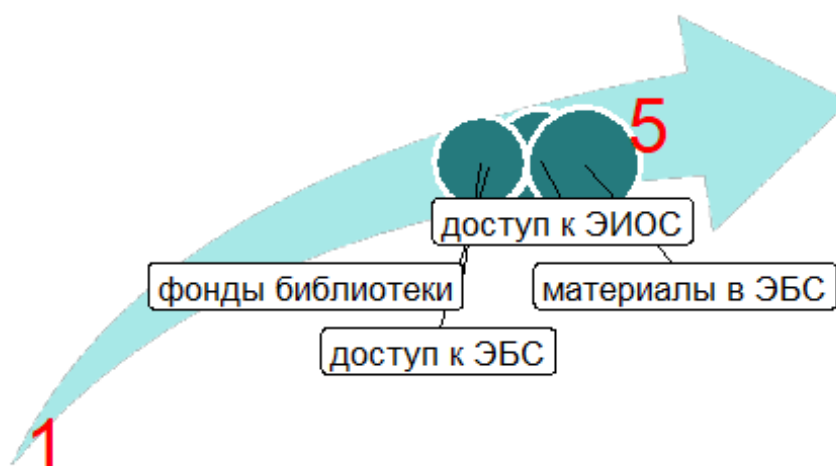 5
доступ к ЭИОС
фонды библиотеки
материалы в ЭБС
доступ к ЭБС
1